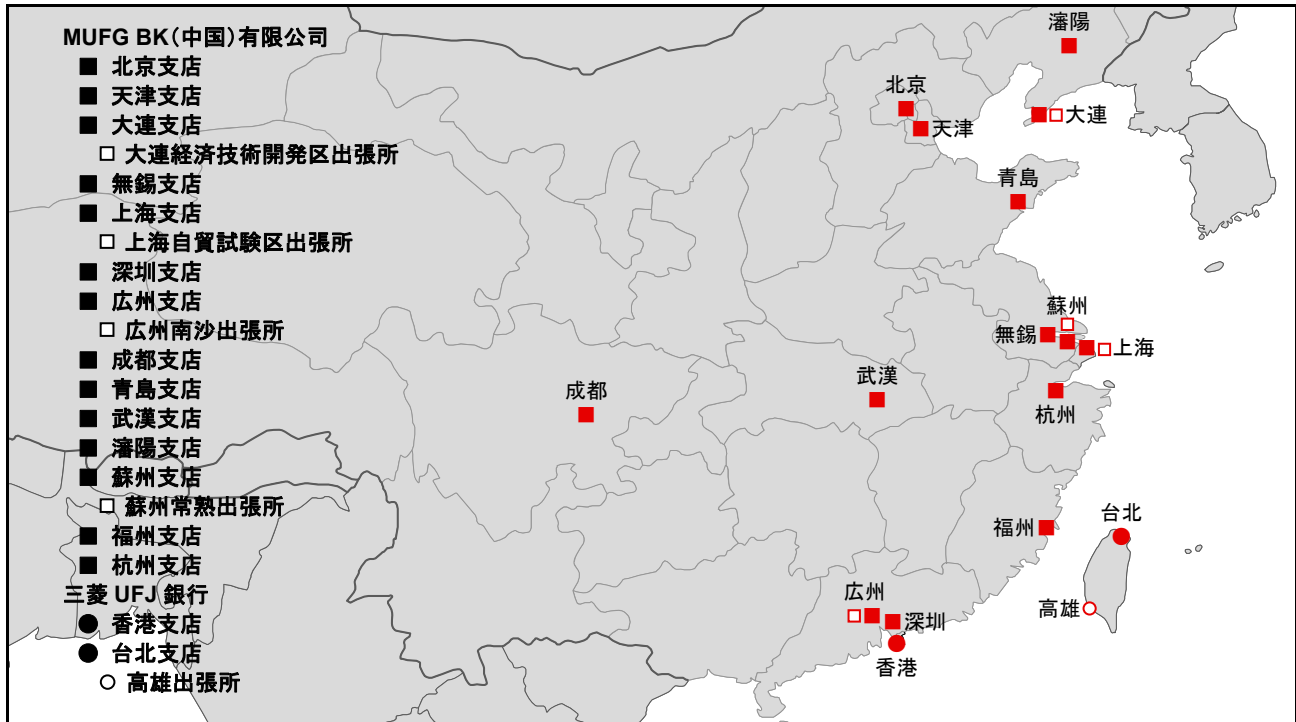 MUFG BK(中国)有限公司
■ 北京支店
■ 天津支店
■ 大連支店
□ 大連経済技術開発区出張所
■ 無錫支店
■ 上海支店
□ 上海自貿試験区出張所
■ 深圳支店
■ 広州支店
□ 広州南沙出張所
■ 成都支店
■ 青島支店
■ 武漢支店
■ 瀋陽支店
■ 蘇州支店
□ 蘇州常熟出張所
■ 福州支店
■ 杭州支店
三菱 UFJ 銀行
● 香港支店
● 台北支店
○ 高雄出張所
瀋陽
北京
大連
天津
青島
蘇州
無錫
上海
成都
武漢
杭州
福州
台北
広州
高雄
深圳
香港